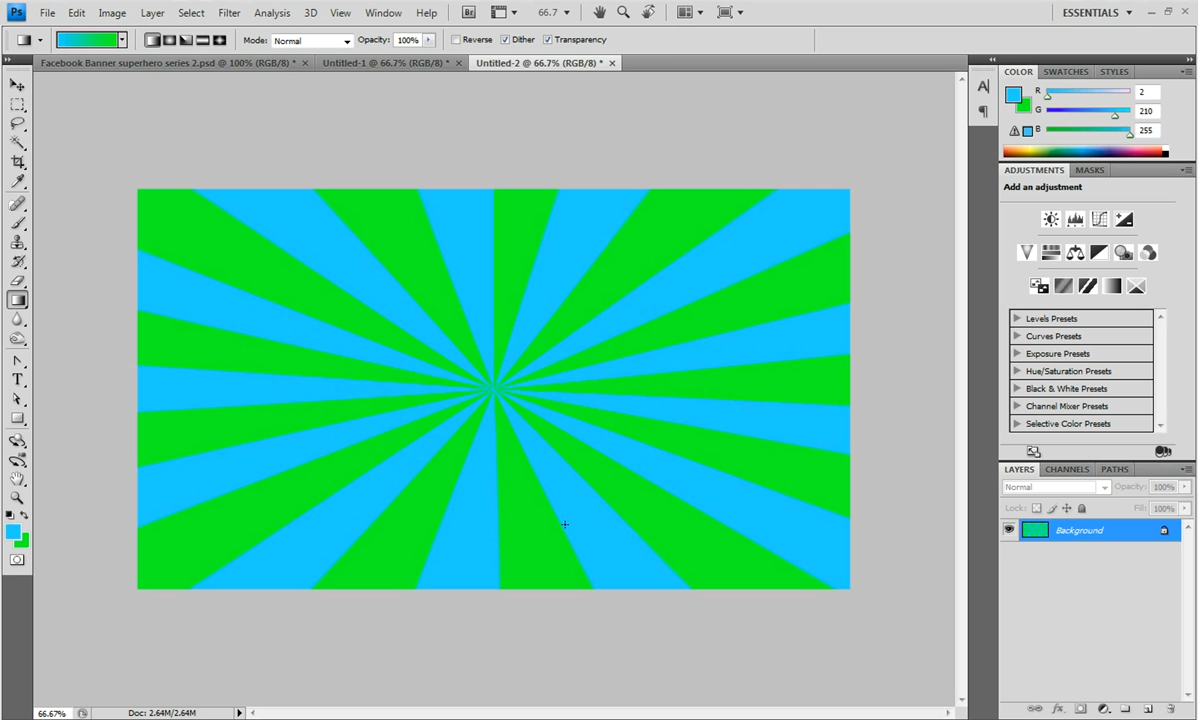 Ps File Edit Image Layer Select Filter Analysis 3D View Window Help Br 66.7 ESSENTIALS
Mode: Normal Opacity: 100% Reverse Dither Transparency
Facebook Banner superhero series 2.psd @ 100% (RGB/8) * × Untitled-1 @ 66.7% (RGB/8) * × Untitled-2 @ 66.7% (RGB/8) * ×
COLOR SWATCHES STYLES
R 2
G 210
B 255
ADJUSTMENTS MASKS
Add an adjustment
Levels Presets
Curves Presets
Exposure Presets
Hue/Saturation Presets
Black & White Presets
Channel Mixer Presets
Selective Color Presets
LAYERS CHANNELS PATHS
Normal Opacity: 100%
Lock: Fill: 100%
Background
66.67% Doc: 2.64M/2.64M